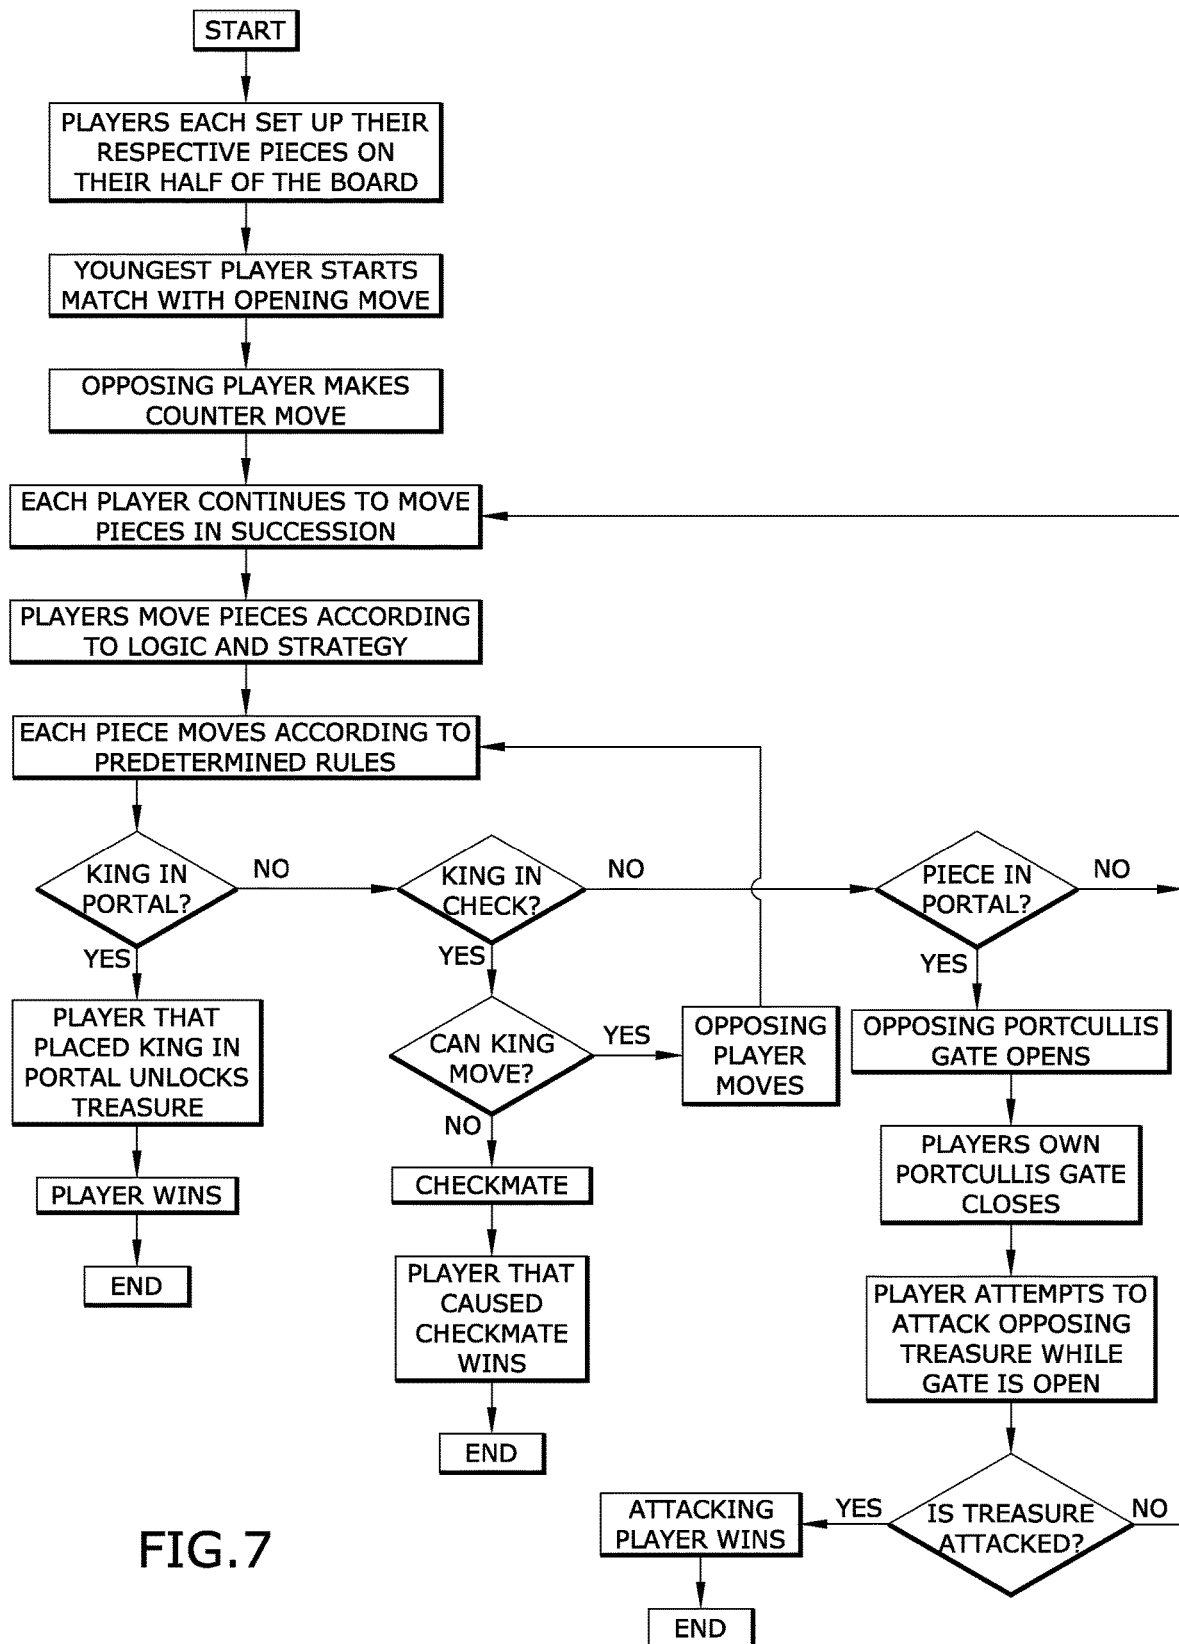 START
PLAYERS EACH SET UP THEIR
RESPECTIVE PIECES ON
THEIR HALF OF THE BOARD
YOUNGEST PLAYER STARTS
MATCH WITH OPENING MOVE
OPPOSING PLAYER MAKES
COUNTER MOVE
EACH PLAYER CONTINUES TO MOVE
PIECES IN SUCCESSION
PLAYERS MOVE PIECES ACCORDING
TO LOGIC AND STRATEGY
EACH PIECE MOVES ACCORDING TO
PREDETERMINED RULES
KING IN
PORTAL?
NO
YES
PLAYER THAT
PLACED KING IN
PORTAL UNLOCKS
TREASURE
PLAYER WINS
END
KING IN
CHECK?
NO
YES
CAN KING
MOVE?
YES
OPPOSING
PLAYER
MOVES
NO
CHECKMATE
PLAYER THAT
CAUSED
CHECKMATE
WINS
END
PIECE IN
PORTAL?
NO
YES
OPPOSING PORTCULLIS
GATE OPENS
PLAYERS OWN
PORTCULLIS GATE
CLOSES
PLAYER ATTEMPTS TO
ATTACK OPPOSING
TREASURE WHILE
GATE IS OPEN
IS TREASURE
ATTACKED?
NO
YES
ATTACKING
PLAYER WINS
END
FIG.7